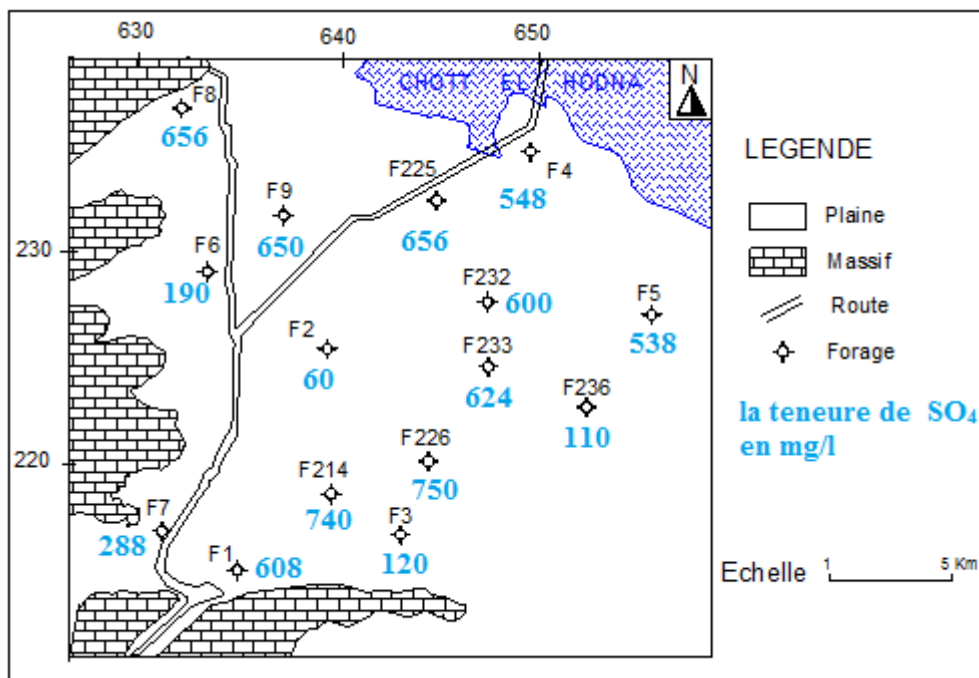 630 640 650
CHOTT EL HODNA
N
F8
656
F225
F4
548
F9
650
656
230
F6
190
F232
600
F5
538
F2
60
F233
624
F236
110
220
F226
750
F214
740
F7
288
F3
120
F1
608
LEGENDE
Plaine
Massif
Route
Forage
la teneure de SO₄
en mg/l
Echelle 1 5 Km